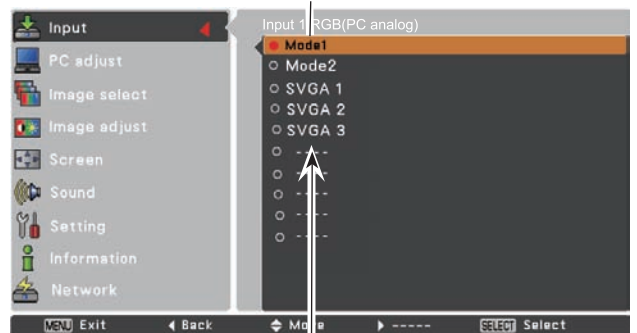 Input
PC adjust
Image select
Image adjust
Screen
Sound
Setting
Information
Network
Input 1 RGB(PC analog)
Mode1
Mode2
SVGA 1
SVGA 2
SVGA 3
----
----
----
----
----
MENU Exit
Back
Move
-----
SELECT Select